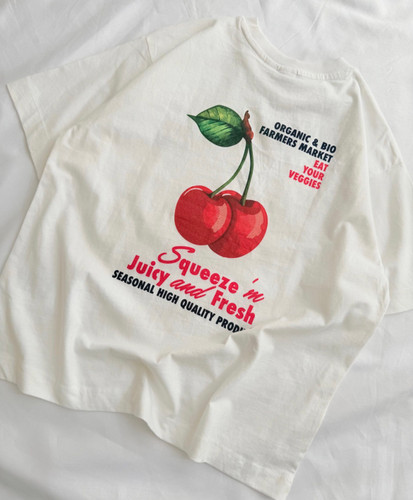 ORGANIC & BIO
FARMERS MARKET
EAT
YOUR
VEGGIES
Squeeze 'm
Juicy and Fresh
SEASONAL HIGH QUALITY